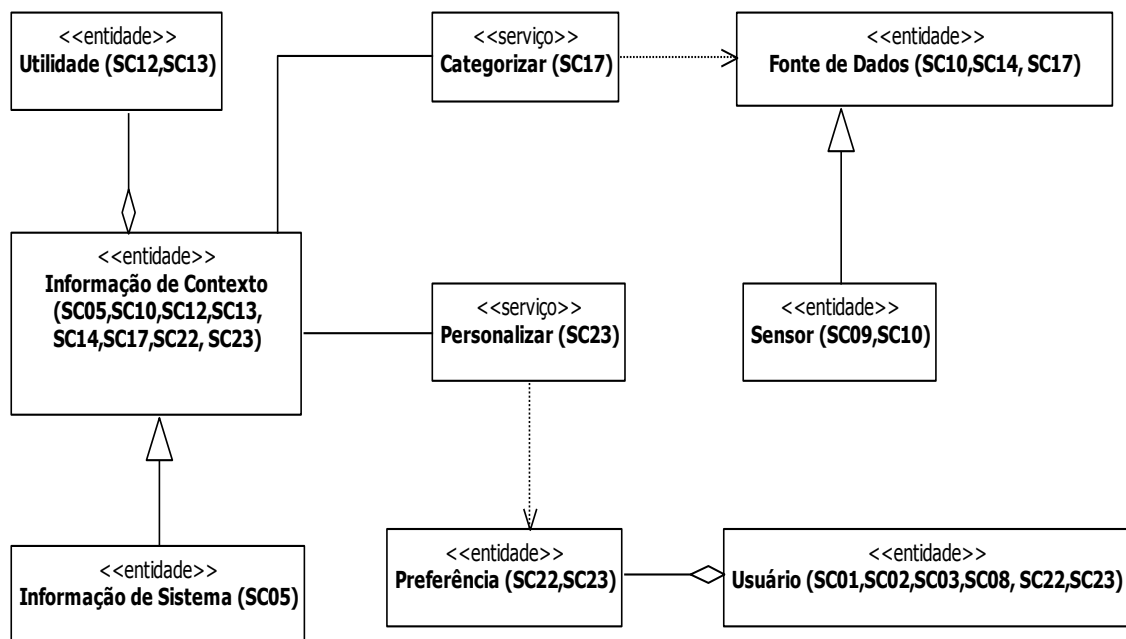 <<entidade>>
Utilidade (SC12,SC13)
<<serviço>>
Categorizar (SC17)
<<entidade>>
Fonte de Dados (SC10,SC14, SC17)
<<entidade>>
Informação de Contexto
(SC05,SC10,SC12,SC13,
SC14,SC17,SC22, SC23)
<<serviço>>
Personalizar (SC23)
<<entidade>>
Sensor (SC09,SC10)
<<entidade>>
Informação de Sistema (SC05)
<<entidade>>
Preferência (SC22,SC23)
<<entidade>>
Usuário (SC01,SC02,SC03,SC08, SC22,SC23)